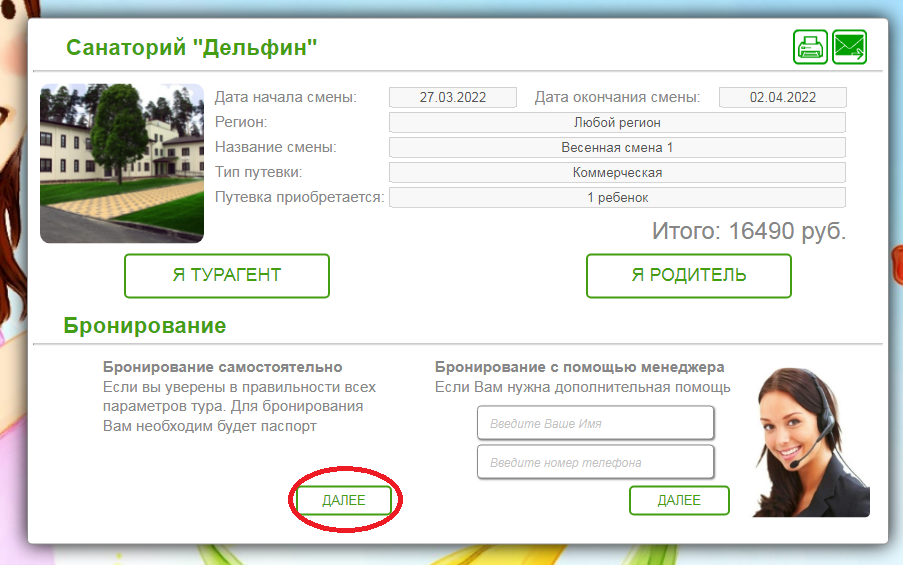 Санаторий "Дельфин"
Дата начала смены: 27.03.2022 Дата окончания смены: 02.04.2022
Регион: Любой регион
Название смены: Весенная смена 1
Тип путевки: Коммерческая
Путевка приобретается: 1 ребенок
Итого: 16490 руб.
Я ТУРАГЕНТ Я РОДИТЕЛЬ
Бронирование
Бронирование самостоятельно
Если вы уверены в правильности всех
параметров тура. Для бронирования
Вам необходим будет паспорт
ДАЛЕЕ
Бронирование с помощью менеджера
Если Вам нужна дополнительная помощь
Введите Ваше Имя
Введите номер телефона
ДАЛЕЕ